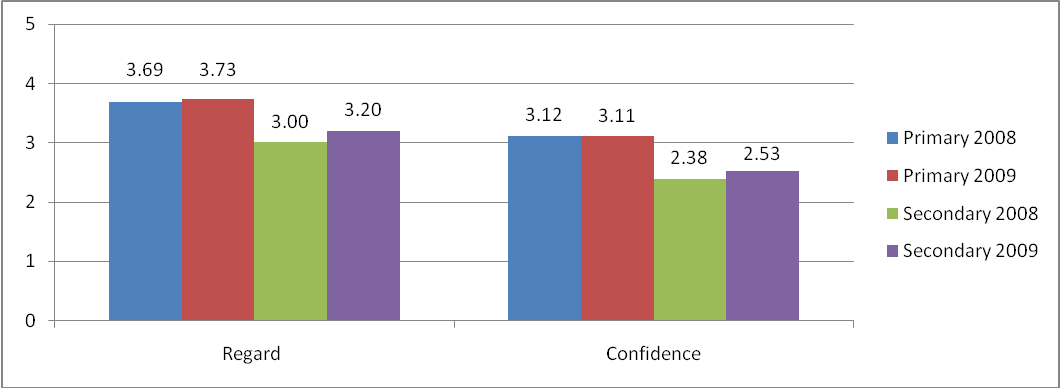 5
4
3
2
1
0
3.69
3.73
3.00
3.20
3.12
3.11
2.38
2.53
Regard
Confidence
Primary 2008
Primary 2009
Secondary 2008
Secondary 2009